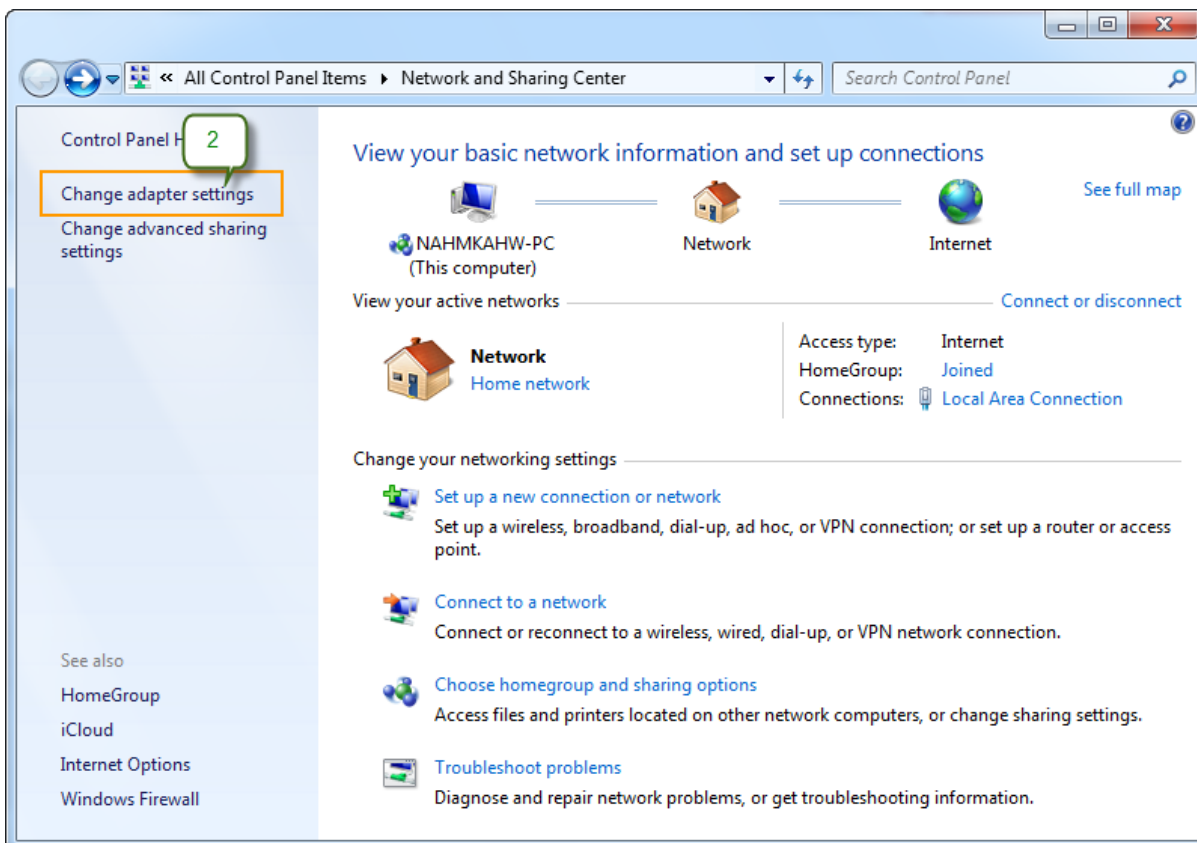 « All Control Panel Items ▸ Network and Sharing Center
Search Control Panel
Control Panel H
2
Change adapter settings
Change advanced sharing
settings
See also
HomeGroup
iCloud
Internet Options
Windows Firewall
View your basic network information and set up connections
See full map
NAHMKAHW-PC
(This computer)
Network
Internet
View your active networks
Connect or disconnect
Network
Home network
Access type: Internet
HomeGroup: Joined
Connections: Local Area Connection
Change your networking settings
Set up a new connection or network
Set up a wireless, broadband, dial-up, ad hoc, or VPN connection; or set up a router or access
point.
Connect to a network
Connect or reconnect to a wireless, wired, dial-up, or VPN network connection.
Choose homegroup and sharing options
Access files and printers located on other network computers, or change sharing settings.
Troubleshoot problems
Diagnose and repair network problems, or get troubleshooting information.